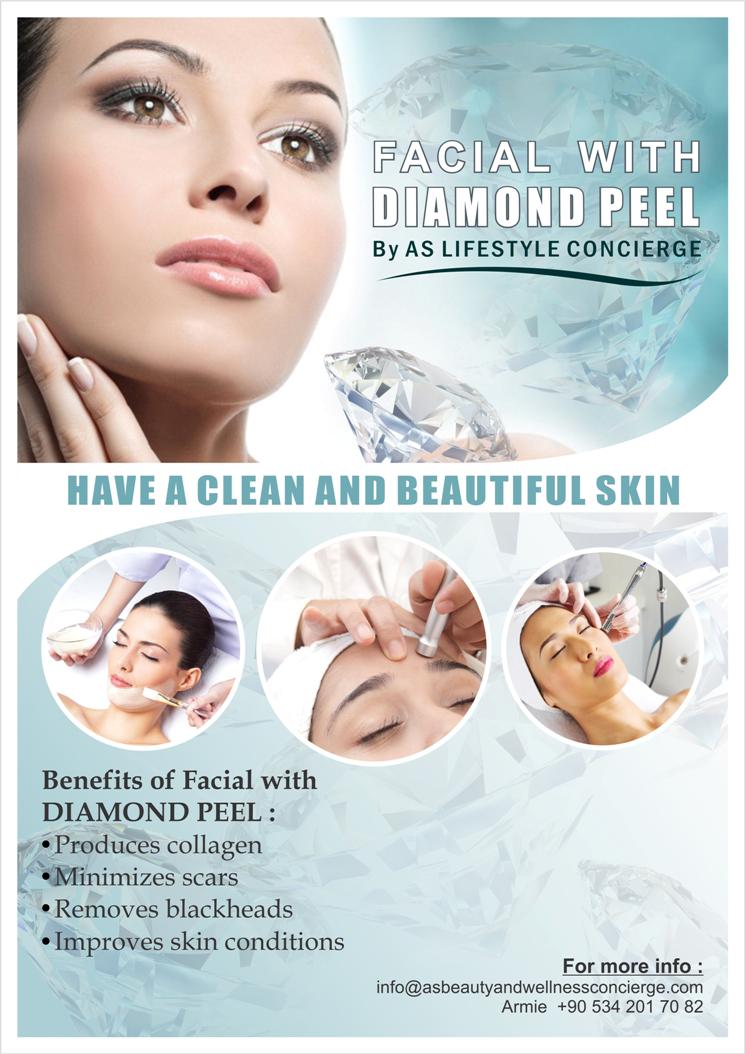 FACIAL WITH
DIAMOND PEEL
By AS LIFESTYLE CONCIERGE
HAVE A CLEAN AND BEAUTIFUL SKIN
Benefits of Facial with
DIAMOND PEEL :
•Produces collagen
•Minimizes scars
•Removes blackheads
•Improves skin conditions
For more info :
info@asbeautyandwellnessconcierge.com
Armie +90 534 201 70 82